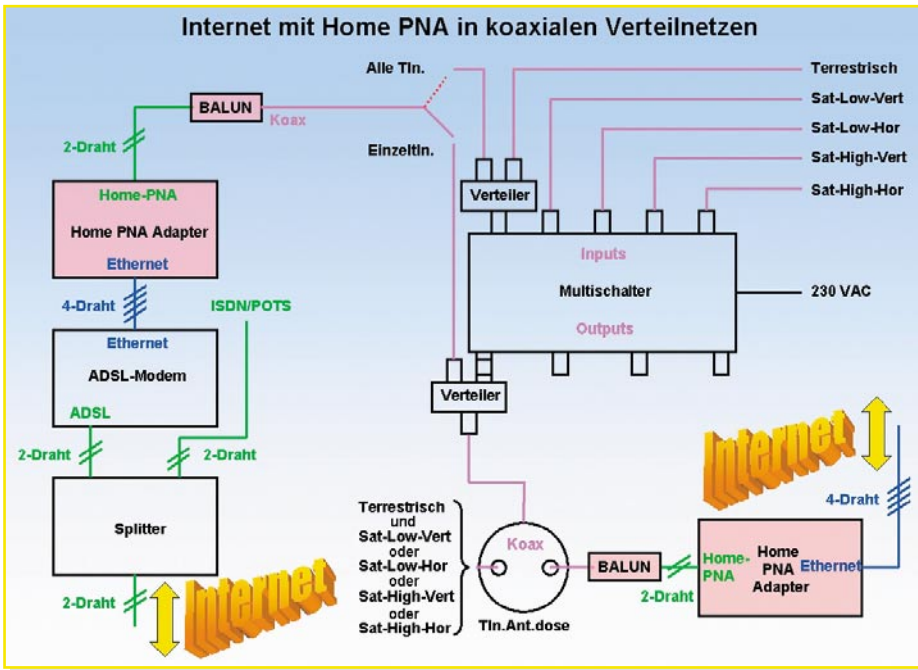 Internet mit Home PNA in koaxialen Verteilnetzen
Alle Tln.
Terrestrisch
BALUN
Koax
Sat-Low-Vert
Sat-Low-Hor
2-Draht
Einzeltln.
Sat-High-Vert
Home-PNA
Verteiler
Sat-High-Hor
Home PNA Adapter
Ethernet
Inputs
4-Draht
ISDN/POTS
Multischalter
230 VAC
Ethernet
Outputs
ADSL-Modem
Verteiler
ADSL
2-Draht
2-Draht
Internet
4-Draht
Splitter
Terrestrisch
und
Sat-Low-Vert
oder
Sat-Low-Hor
oder
Sat-High-Vert
oder
Sat-High-Hor
Koax
Tln.Ant.dose
BALUN
2-Draht
Home-
PNA
Home
PNA
Adapter
Ethernet
2-Draht
Internet